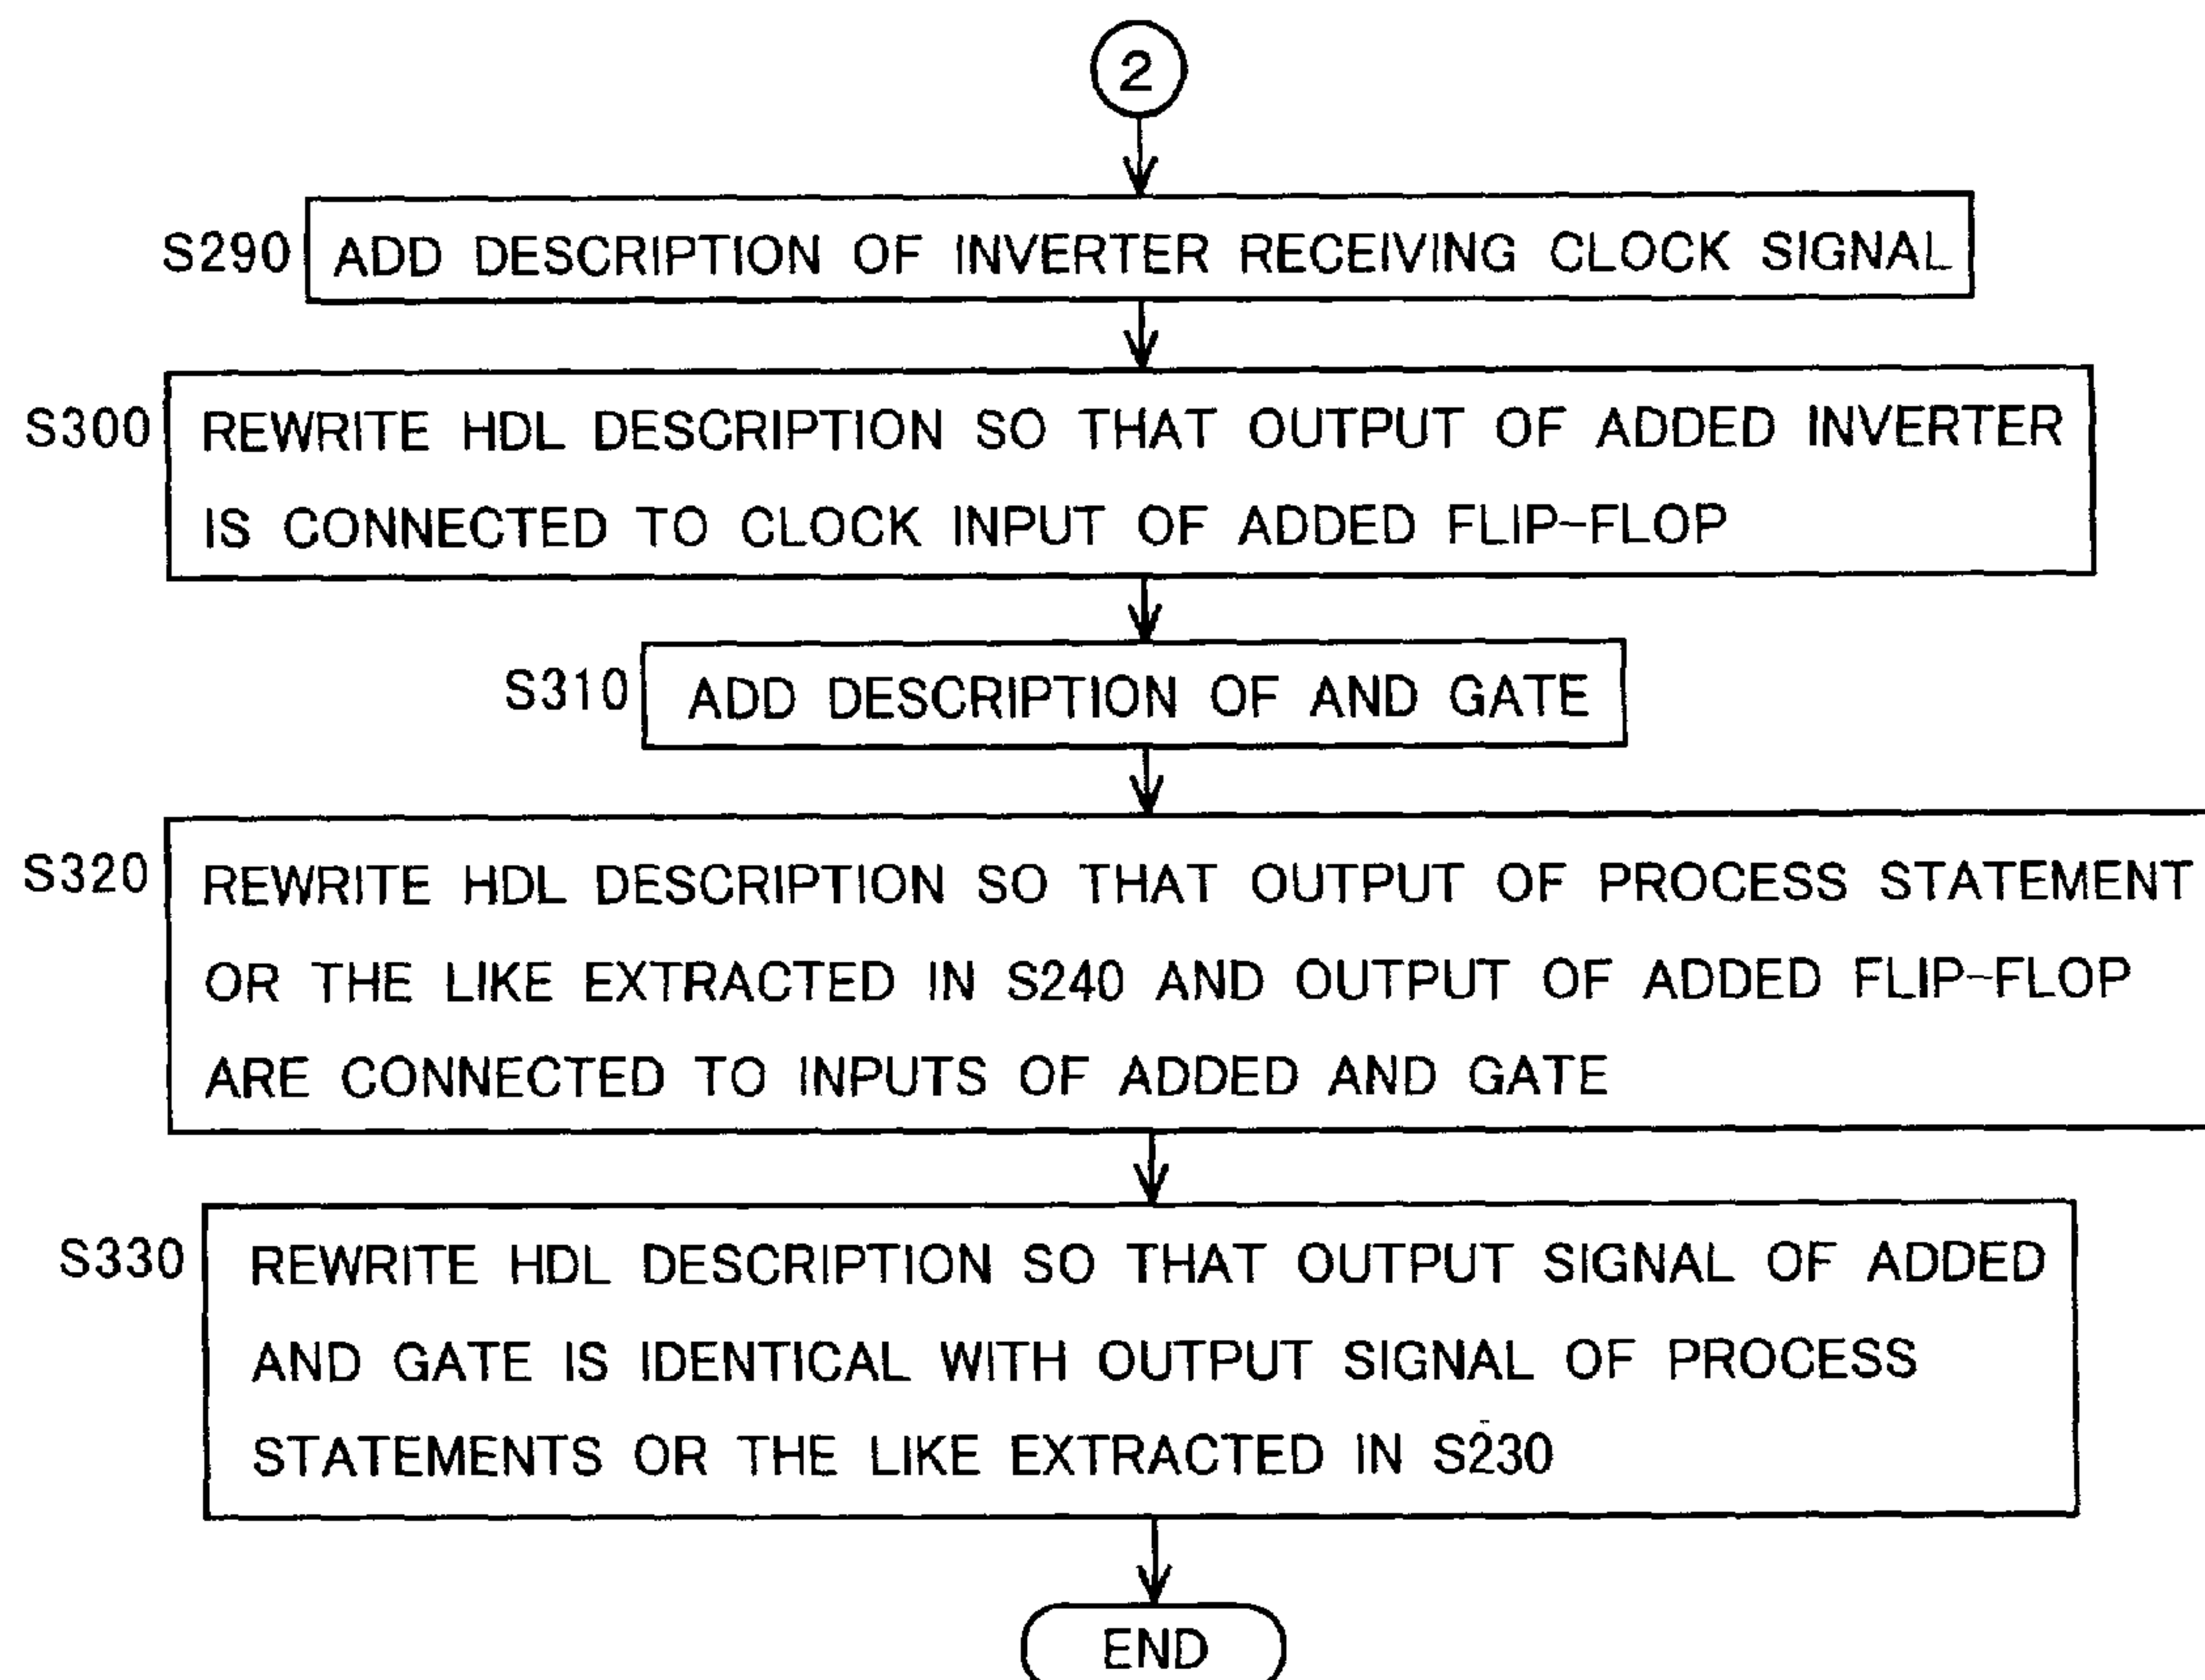 2
S290 ADD DESCRIPTION OF INVERTER RECEIVING CLOCK SIGNAL
S300 REWRITE HDL DESCRIPTION SO THAT OUTPUT OF ADDED INVERTER
IS CONNECTED TO CLOCK INPUT OF ADDED FLIP-FLOP
S310 ADD DESCRIPTION OF AND GATE
S320 REWRITE HDL DESCRIPTION SO THAT OUTPUT OF PROCESS STATEMENT
OR THE LIKE EXTRACTED IN S240 AND OUTPUT OF ADDED FLIP-FLOP
ARE CONNECTED TO INPUTS OF ADDED AND GATE
S330 REWRITE HDL DESCRIPTION SO THAT OUTPUT SIGNAL OF ADDED
AND GATE IS IDENTICAL WITH OUTPUT SIGNAL OF PROCESS
STATEMENTS OR THE LIKE EXTRACTED IN S230
END